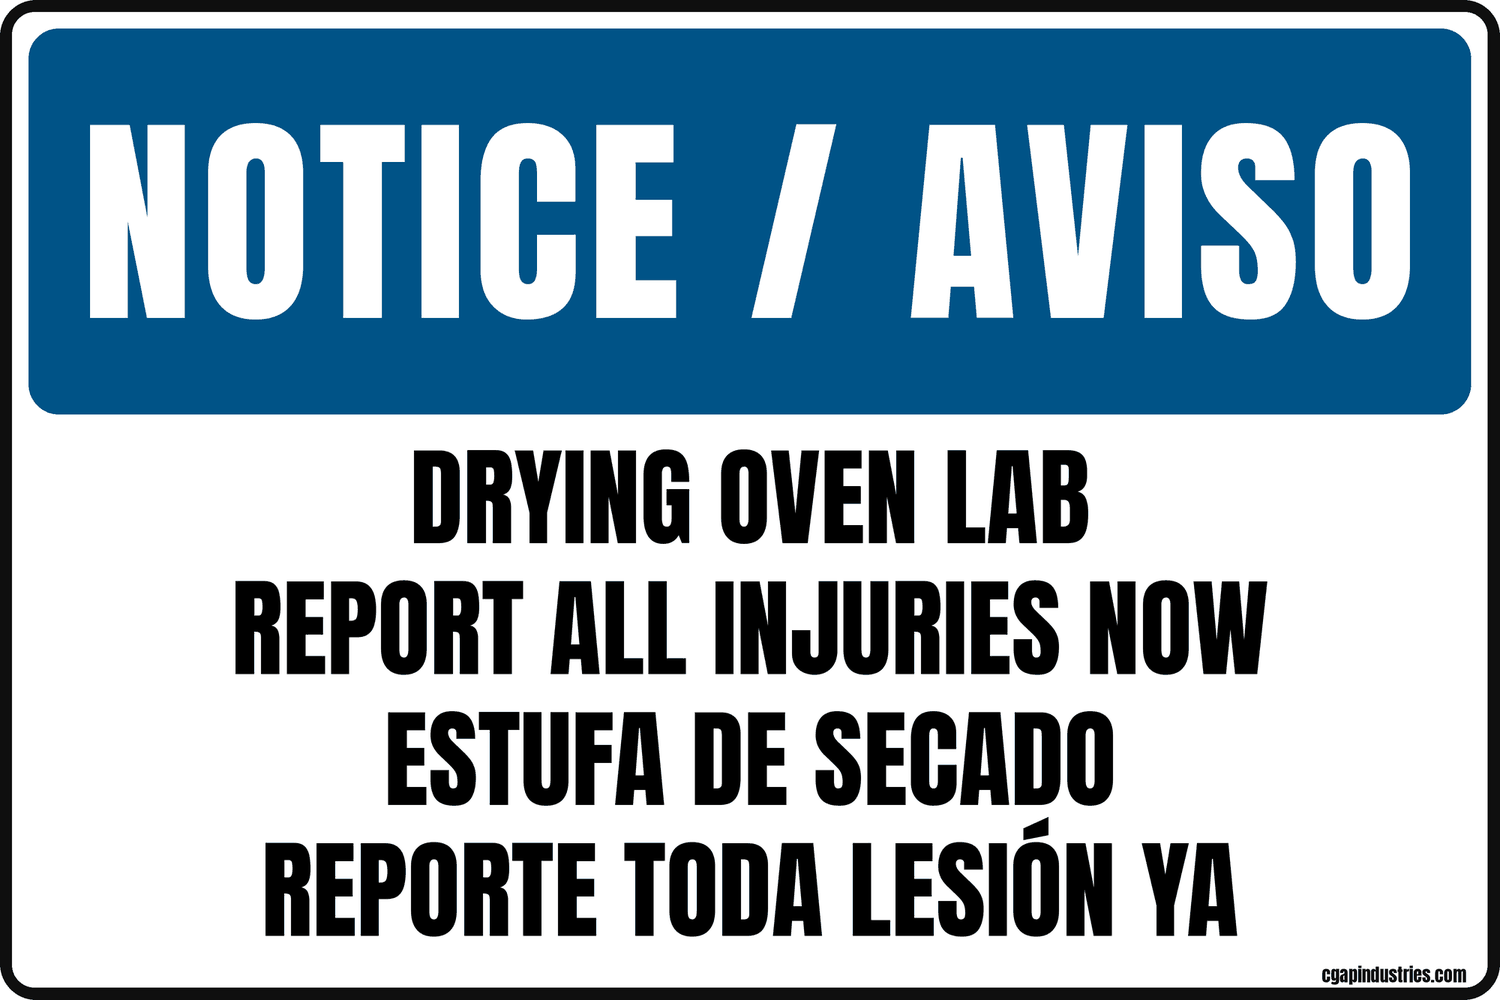 NOTICE / AVISO
DRYING OVEN LAB
REPORT ALL INJURIES NOW
ESTUFA DE SECADO
REPORTE TODA LESIÓN YA
cgapindustries.com